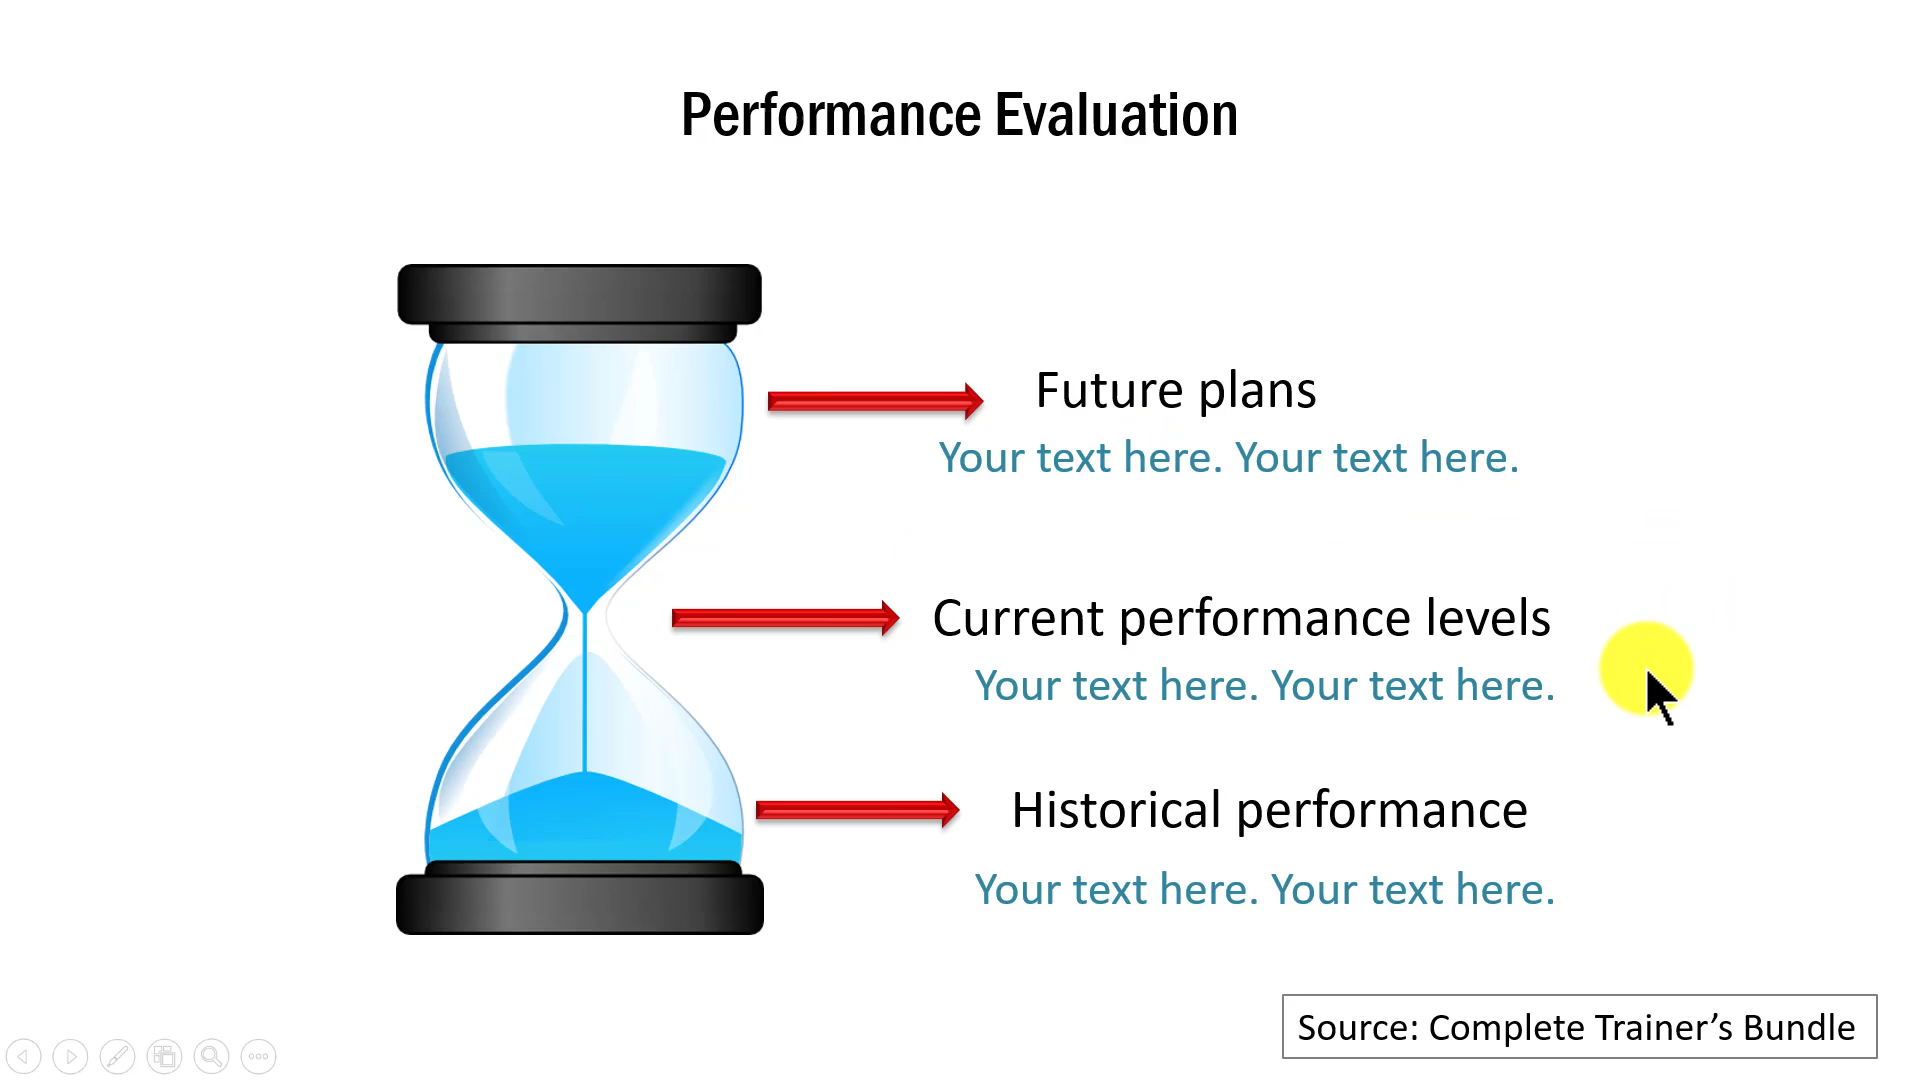 Performance Evaluation
Future plans
Your text here. Your text here.
Current performance levels
Your text here. Your text here.
Historical performance
Your text here. Your text here.
Source: Complete Trainer’s Bundle